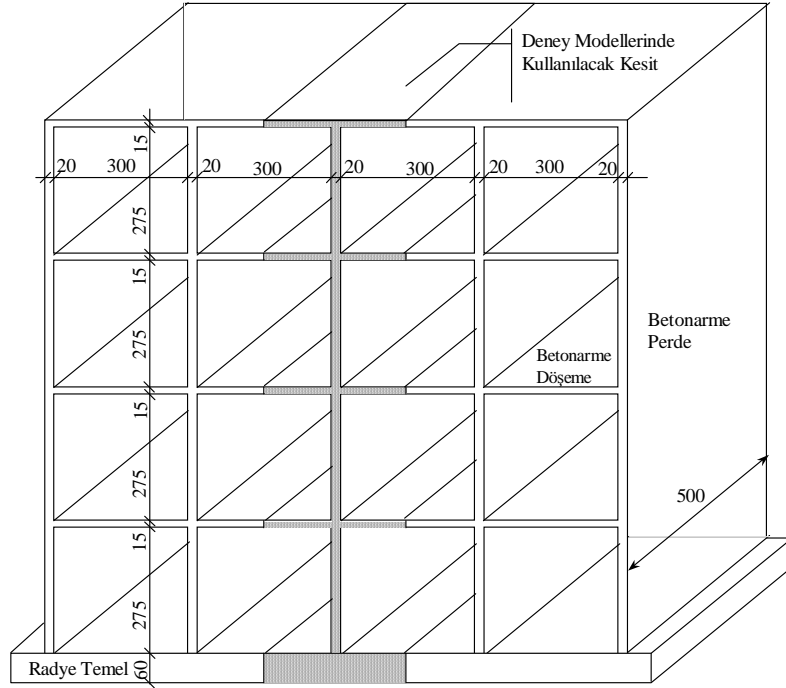 Deney Modellerinde
Kullanılacak Kesit
15
20 300 20 300 20 300 20 300 20
275
15
275
Betonarme
Perde
Betonarme
Döşeme
15
275
500
15
275
Radye Temel 60